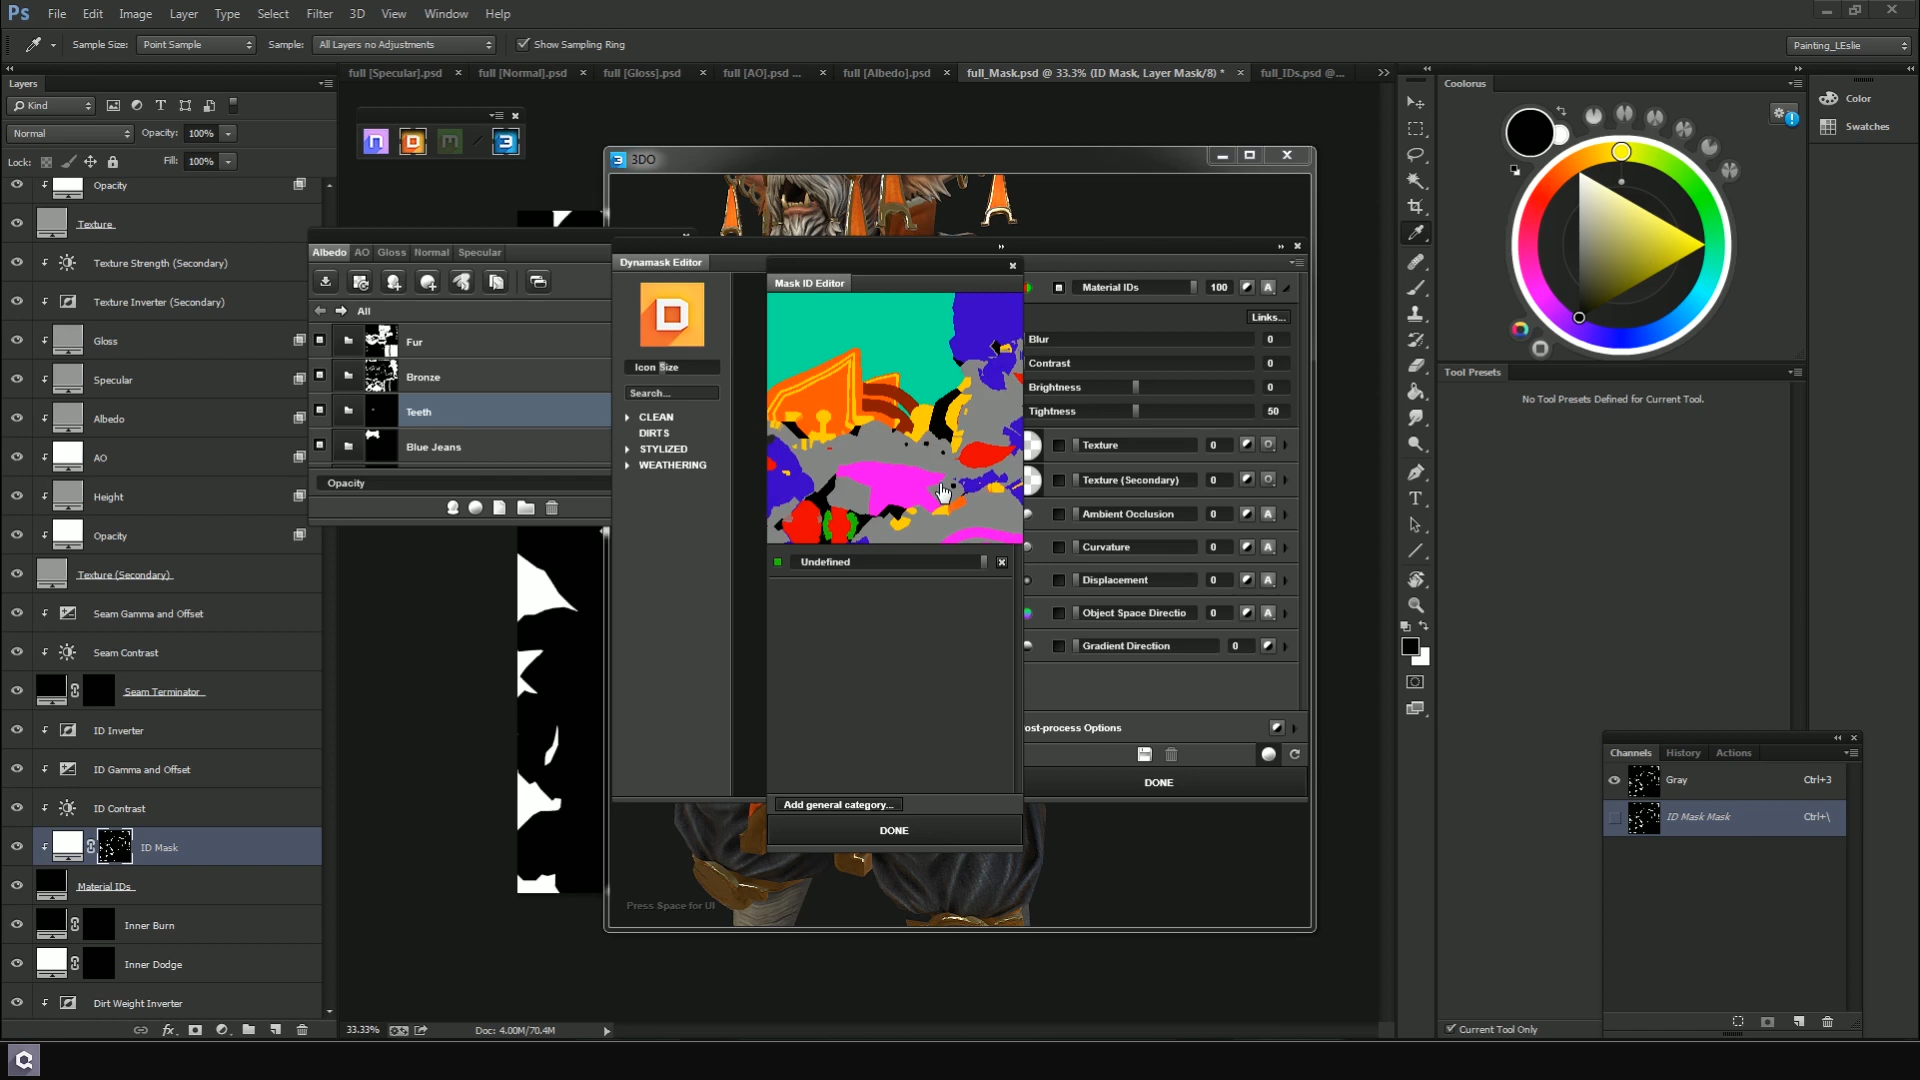 Ps File Edit Image Layer Type Select Filter 3D View Window Help
Sample Size: Point Sample Sample: All Layers no Adjustments Show Sampling Ring Painting_LEslie
Layers
full [Specular].psd × full [Normal].psd × full [Gloss].psd × full [AO].psd ... × full [Albedo].psd × full_Mask.psd @ 33.3% (ID Mask, Layer Mask/8) * × full_IDs.psd @...
Kind
Normal Opacity: 100%
Lock: Fill: 100%
Opacity
Texture
Texture Strength (Secondary)
Texture Inverter (Secondary)
Gloss
Specular
Albedo
AO
Height
Opacity
Texture (Secondary)
Seam Gamma and Offset
Seam Contrast
Seam Terminator
ID Inverter
ID Gamma and Offset
ID Contrast
ID Mask
Material IDs
Inner Burn
Inner Dodge
Dirt Weight Inverter
Albedo AO Gloss Normal Specular
All
Fur
Bronze
Teeth
Blue Jeans
Opacity
3 3DO
Dynamask Editor
Icon Size
Search...
CLEAN
DIRTS
STYLIZED
WEATHERING
Mask ID Editor
Undefined
Add general category...
DONE
Material IDs 100 A
Links...
Blur 0
Contrast 0
Brightness 0
Tightness 50
Texture 0
Texture (Secondary) 0
Ambient Occlusion 0 A
Curvature 0 A
Displacement 0 A
Object Space Directio 0 A
Gradient Direction 0
ost-process Options
DONE
Press Space for UI
33.33% Doc: 4.00M/70.4M
Coolorus
Color
Swatches
Tool Presets
No Tool Presets Defined for Current Tool.
Channels History Actions
Gray Ctrl+3
ID Mask Mask Ctrl+\
Current Tool Only